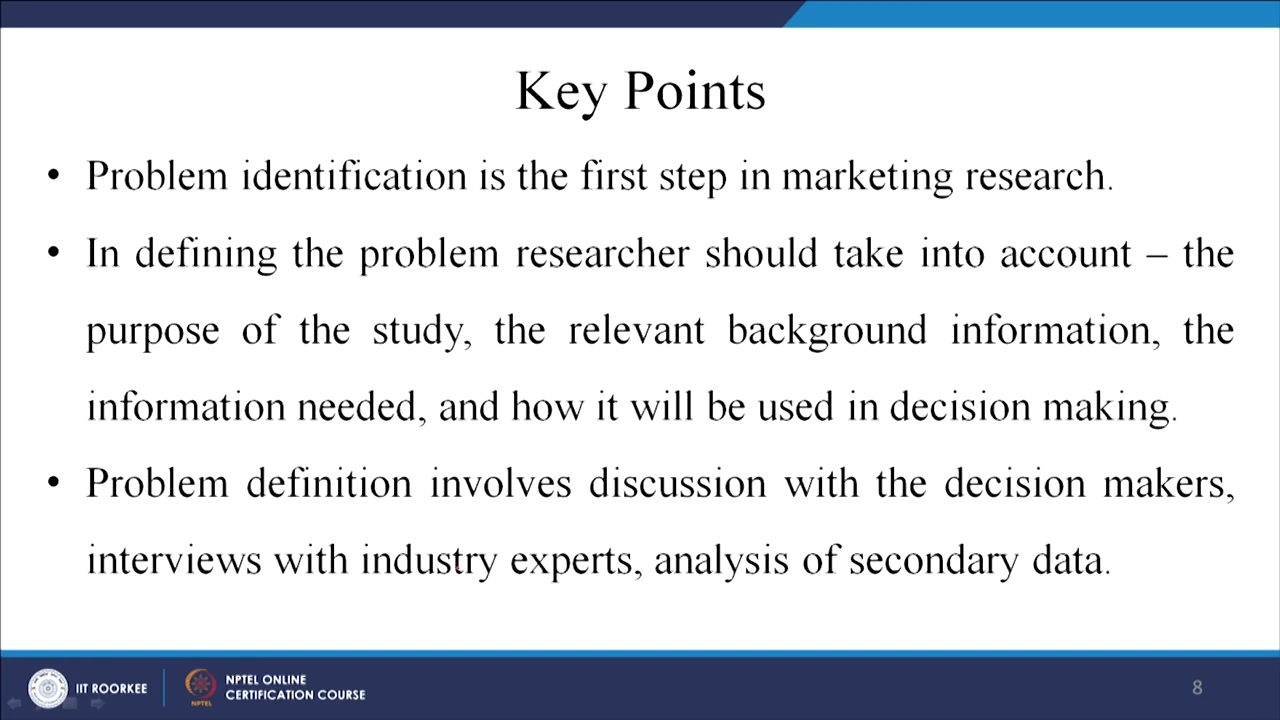 Key Points
• Problem identification is the first step in marketing research.
• In defining the problem researcher should take into account – the
purpose of the study, the relevant background information, the
information needed, and how it will be used in decision making.
• Problem definition involves discussion with the decision makers,
interviews with industry experts, analysis of secondary data.
IIT ROORKEE
NPTEL
NPTEL ONLINE
CERTIFICATION COURSE
8